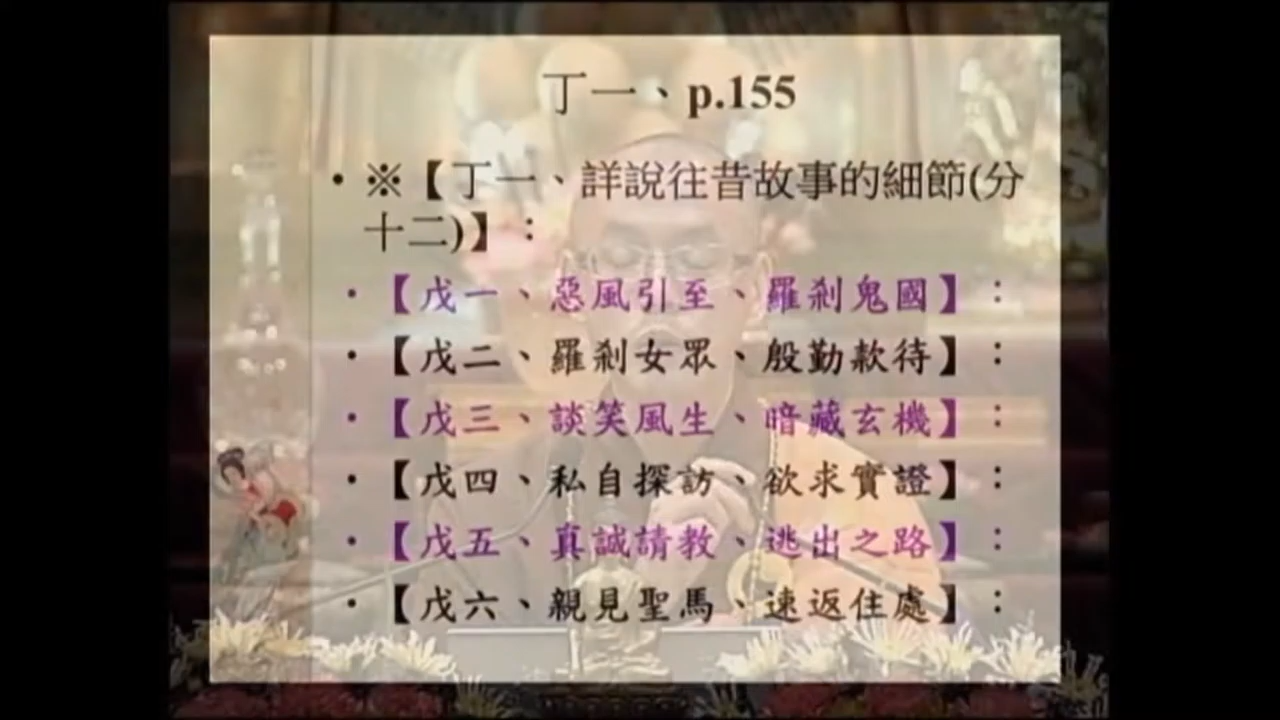 丁一、p.155
• ※【丁一、詳說往昔故事的細節(分
十二)】：
• 【戊一、惡風引至、羅剎鬼國】：
• 【戊二、羅剎女眾、殷勤款待】：
• 【戊三、談笑風生、暗藏玄機】：
• 【戊四、私自探訪、欲求實證】：
• 【戊五、真誠請教、逃出之路】：
• 【戊六、親見聖馬、速返住處】：